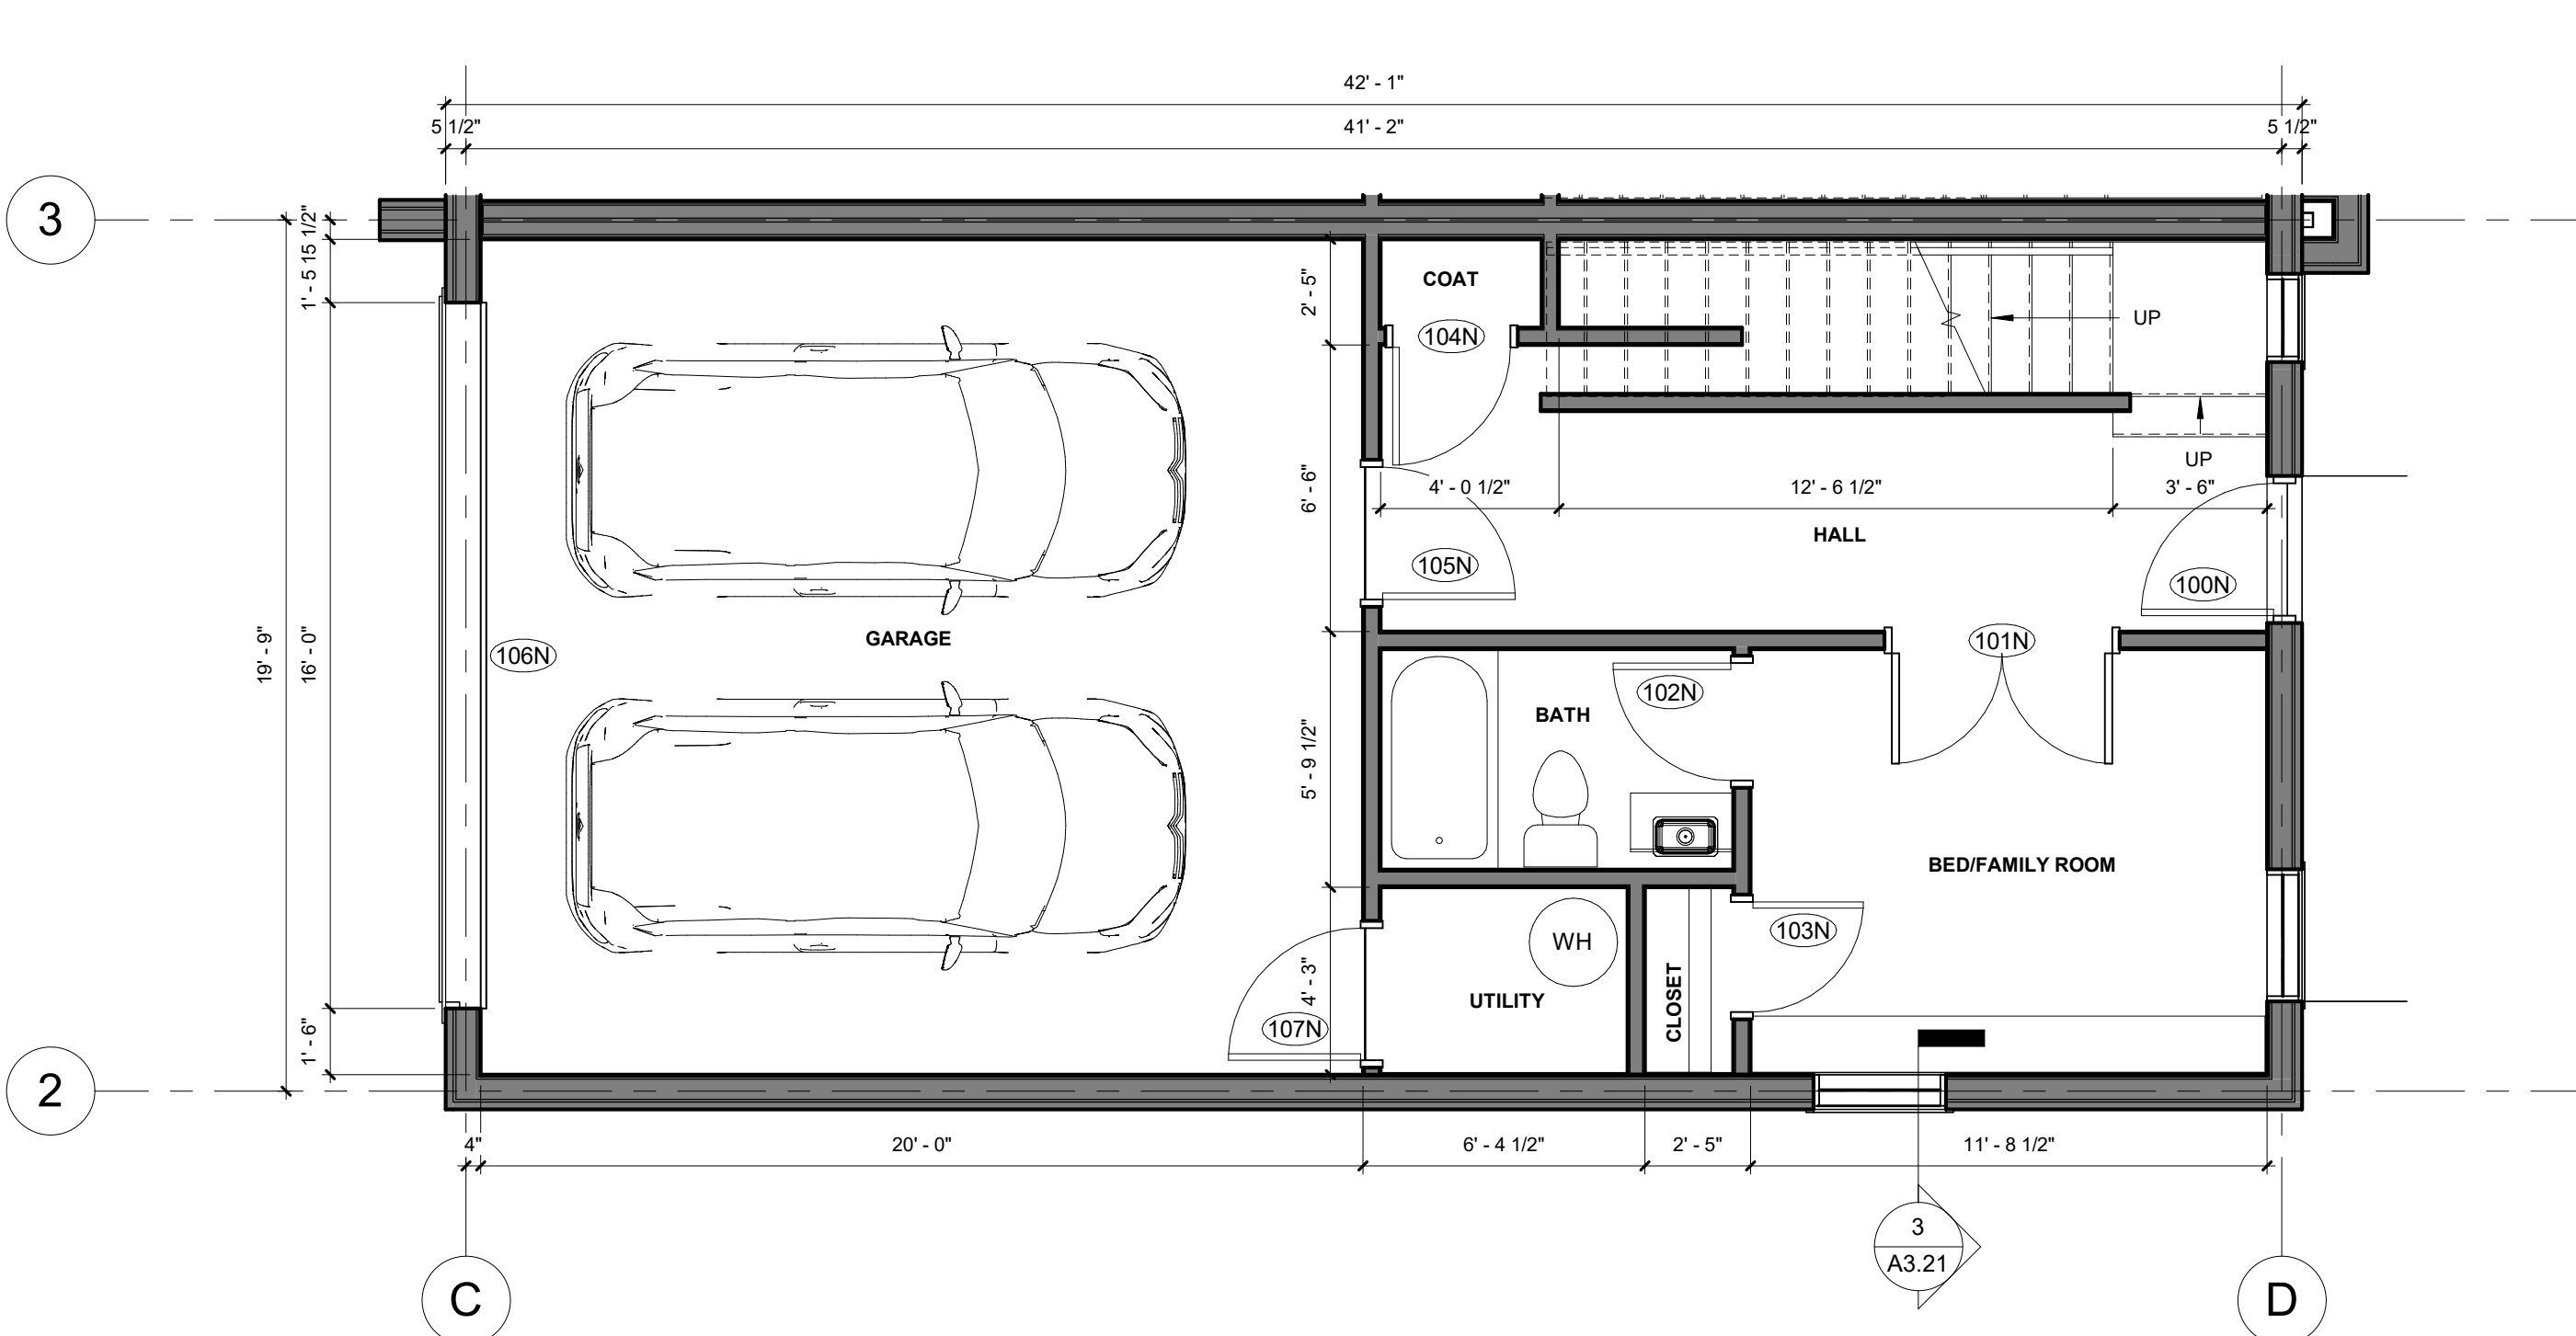 42' - 1"
5 1/2"
41' - 2"
5 1/2"
3
5 1/2"
1' - 5 15
COAT
2' - 5"
104N
UP
UP
6' - 6"
4' - 0 1/2"
12' - 6 1/2"
3' - 6"
HALL
105N
100N
19' - 9"
16' - 0"
106N
GARAGE
101N
102N
BATH
5' - 9 1/2"
BED/FAMILY ROOM
103N
WH
4' - 3"
UTILITY
CLOSET
107N
1' - 6"
2
4"
20' - 0"
6' - 4 1/2"
2' - 5"
11' - 8 1/2"
3
A3.21
C
D